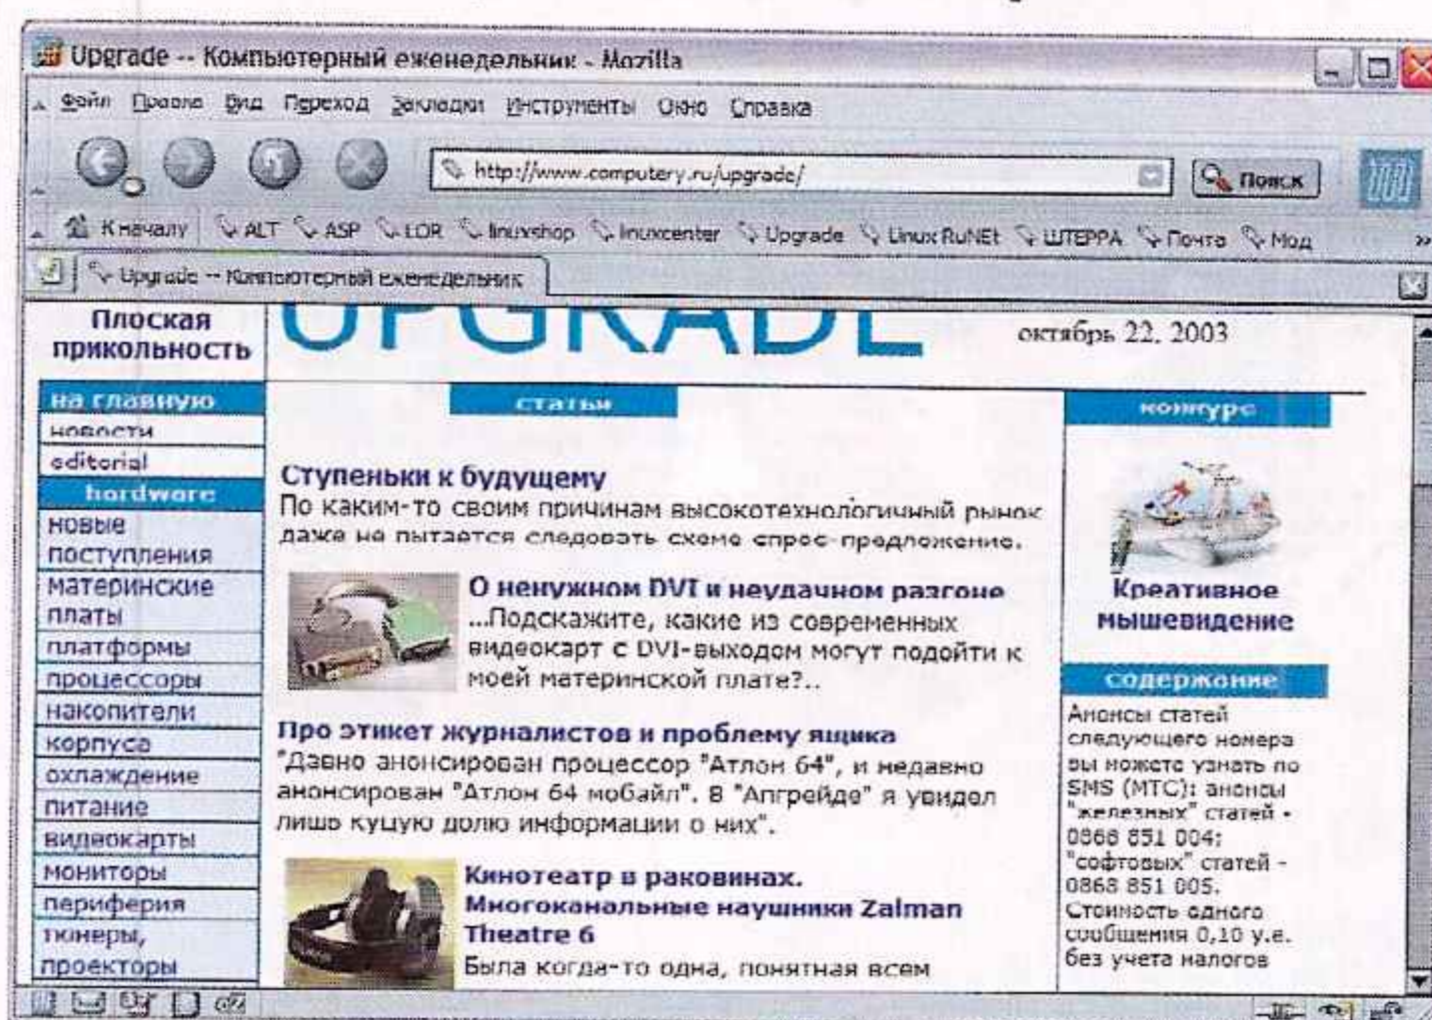 Upgrade -- Компьютерный еженедельник - Mozilla
Файл Правка Вид Переход Закладки Инструменты Окно Справка
http://www.computery.ru/upgrade/ Поиск
К началу ALT ASP LOR linuxshop linuxcenter Upgrade Linux RuNEt ШТЕРРА Почта Мод »
Upgrade -- Компьютерный еженедельник
Плоская
прикольность
UPGRADE
октябрь 22, 2003
на главную
новости
editorial
hardware
новые
поступления
материнские
платы
платформы
процессоры
накопители
корпуса
охлаждение
питание
видеокарты
мониторы
периферия
тюнеры,
проекторы
статьи
Ступеньки к будущему
По каким-то своим причинам высокотехнологичный рынок
даже не пытается следовать схеме спрос-предложение.
О ненужном DVI и неудачном разгоне
...Подскажите, какие из современных
видеокарт с DVI-выходом могут подойти к
моей материнской плате?..
Про этикет журналистов и проблему ящика
"Давно анонсирован процессор "Атлон 64", и недавно
анонсирован "Атлон 64 мобайл". В "Апгрейде" я увидел
лишь куцую долю информации о них".
Кинотеатр в раковинах.
Многоканальные наушники Zalman
Theatre 6
Была когда-то одна, понятная всем
конкурс
Креативное
мышевидение
содержание
Анонсы статей
следующего номера
вы можете узнать по
SMS (МТС): анонсы
"железных" статей -
0868 851 004;
"софтовых" статей -
0868 851 005.
Стоимость одного
сообщения 0,10 у.е.
без учета налогов